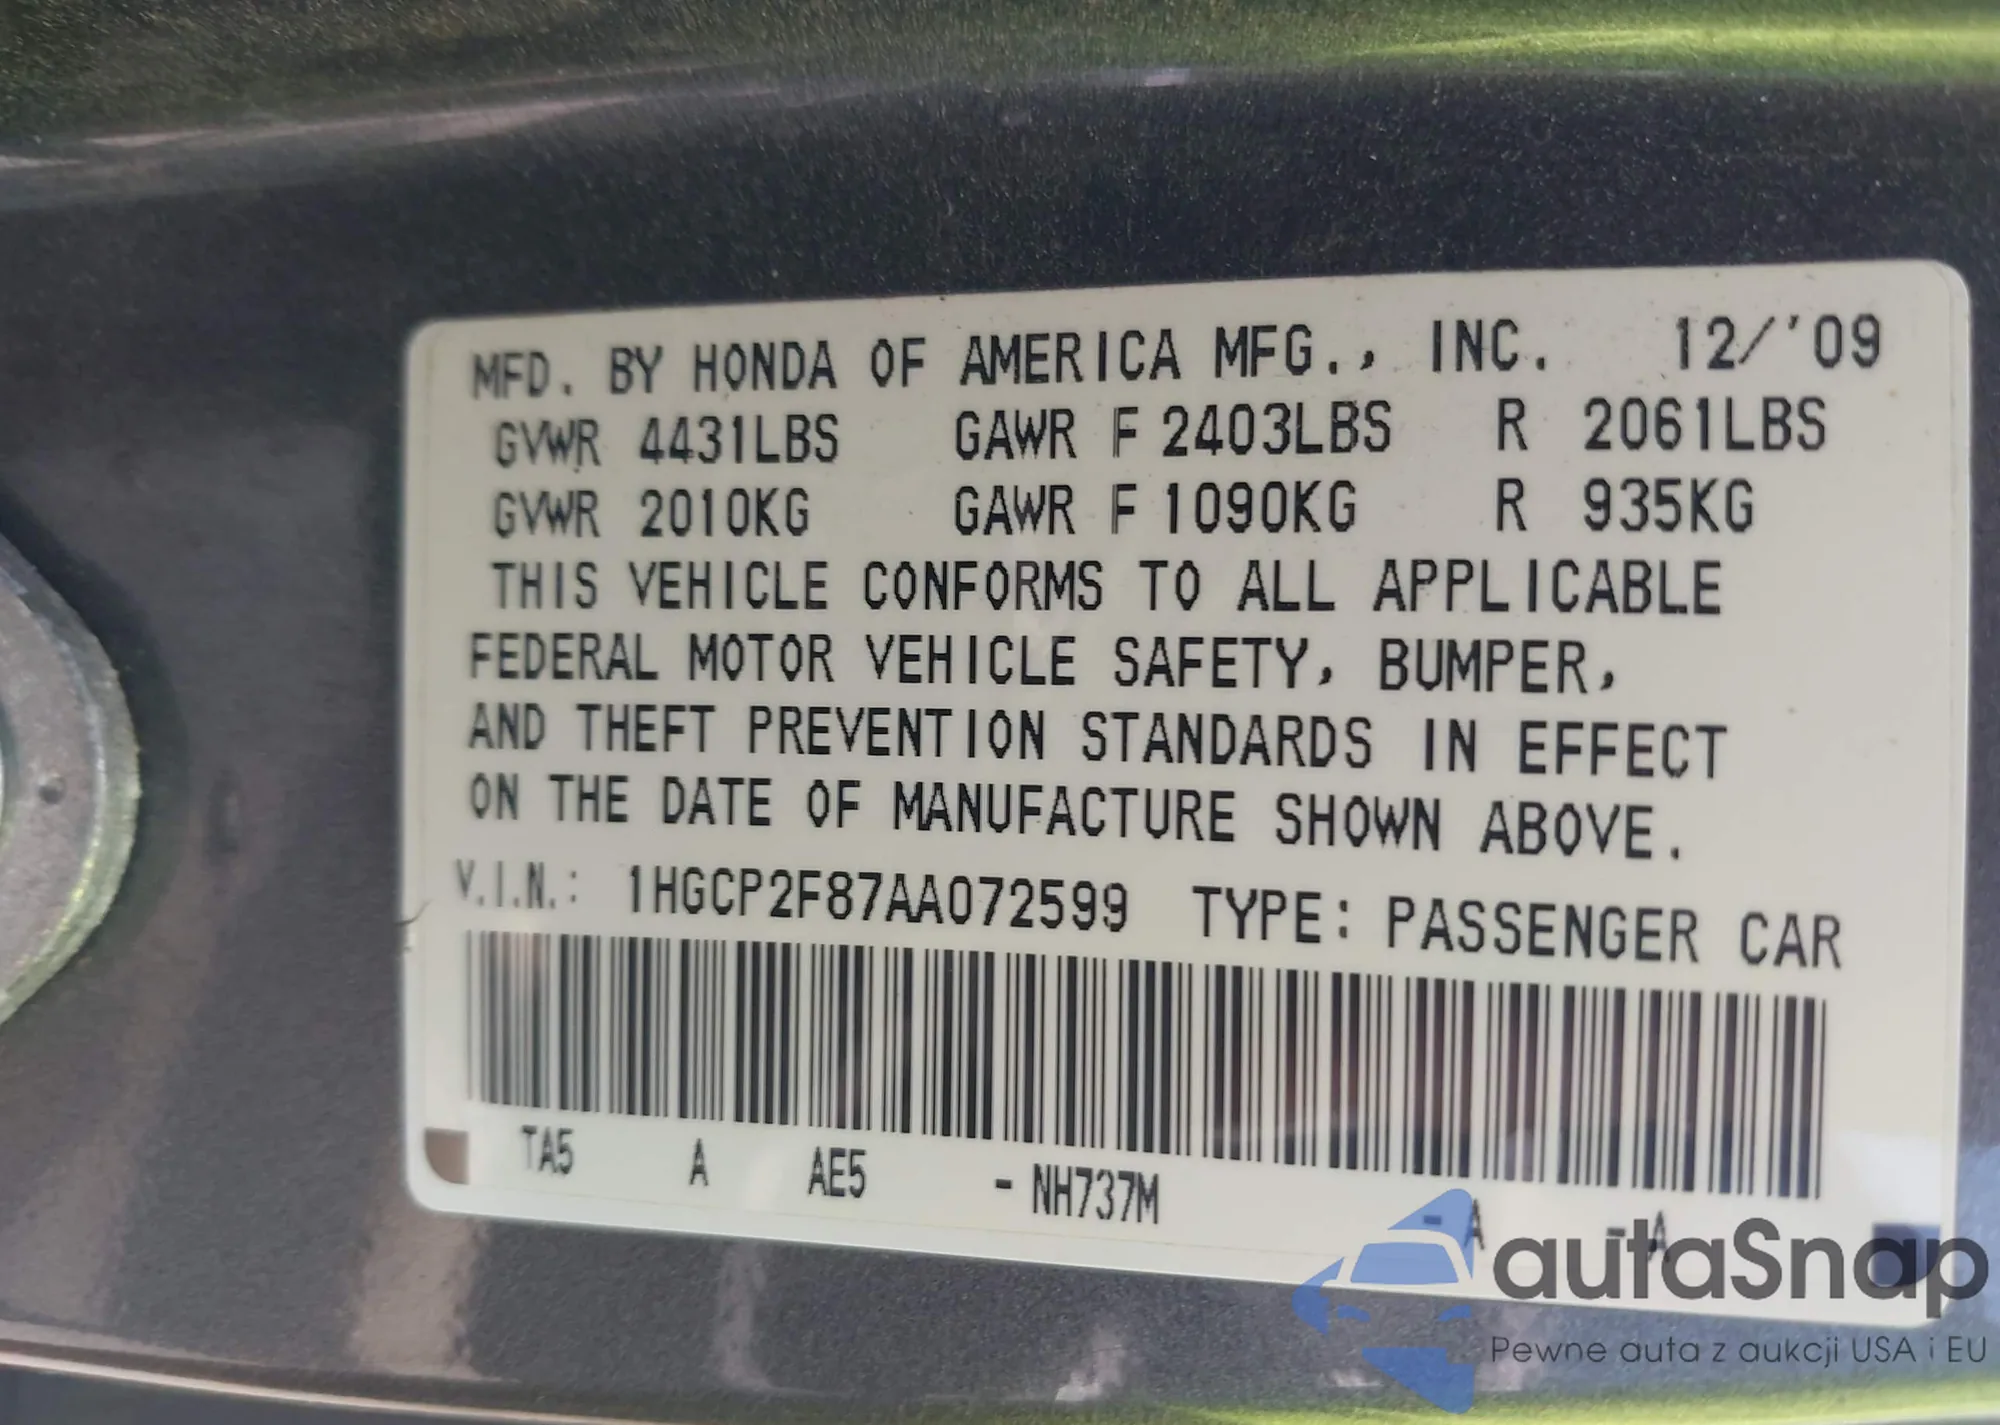 MFD. BY HONDA OF AMERICA MFG., INC. 12/'09
GVWR 4431LBS GAWR F 2403LBS R 2061LBS
GVWR 2010KG GAWR F 1090KG R 935KG
THIS VEHICLE CONFORMS TO ALL APPLICABLE
FEDERAL MOTOR VEHICLE SAFETY, BUMPER,
AND THEFT PREVENTION STANDARDS IN EFFECT
ON THE DATE OF MANUFACTURE SHOWN ABOVE.
V.I.N.: 1HGCP2F87AA072599 TYPE: PASSENGER CAR
TA5 A AE5 - NH737M - A - A
autaSnap
Pewne auta z aukcji USA i EU